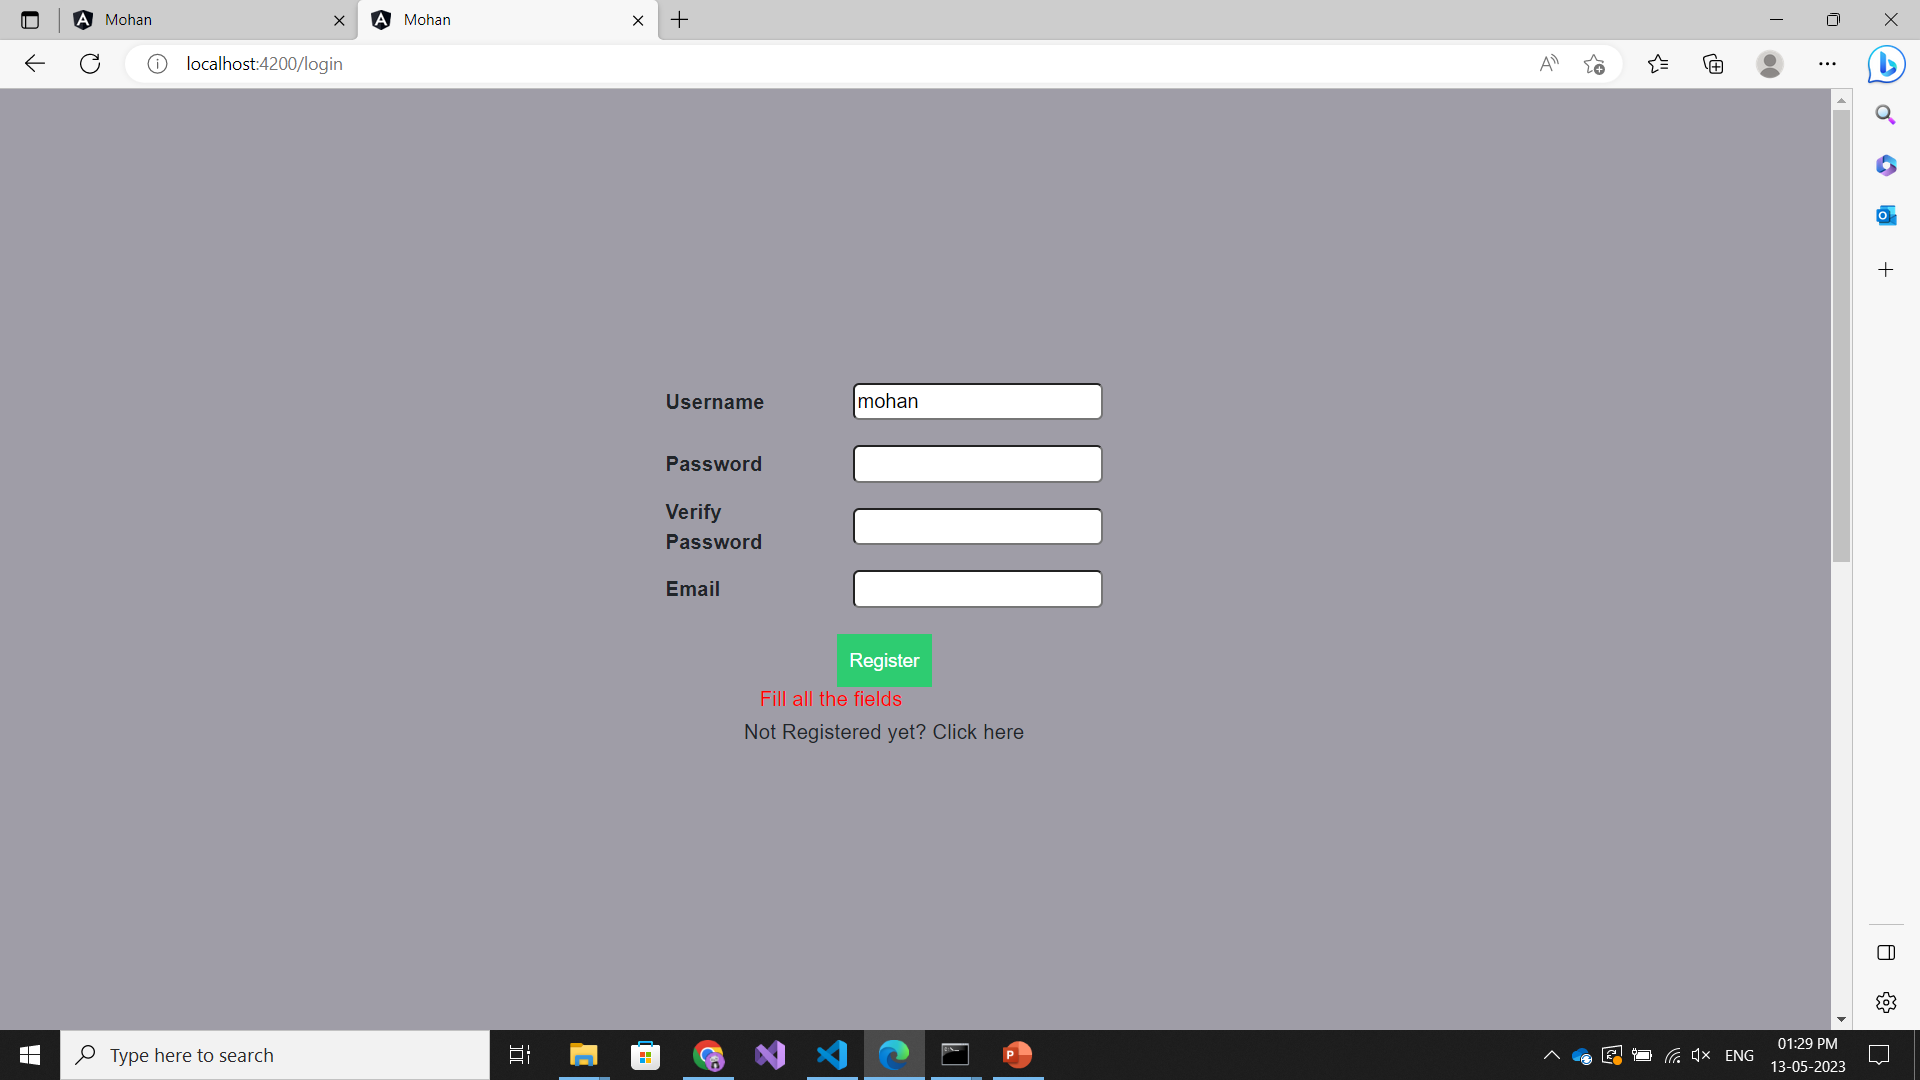 Mohan
Mohan
localhost:4200/login
Username
mohan
Password
Verify
Password
Email
Register
Fill all the fields
Not Registered yet? Click here
Type here to search
ENG
01:29 PM
13-05-2023